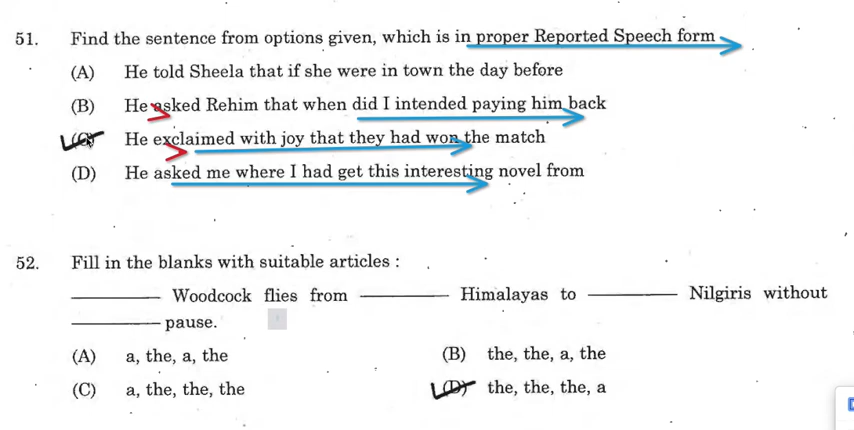 51. Find the sentence from options given, which is in proper Reported Speech form
(A) He told Sheela that if she were in town the day before
(B) He asked Rehim that when did I intended paying him back
(C) He exclaimed with joy that they had won the match
(D) He asked me where I had get this interesting novel from
52. Fill in the blanks with suitable articles :
________ Woodcock flies from ________ Himalayas to ________ Nilgiris without
________ pause.
(A) a, the, a, the (B) the, the, a, the
(C) a, the, the, the (D) the, the, the, a